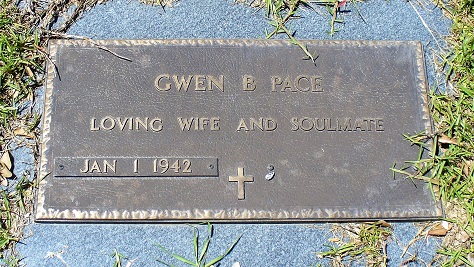 GWEN B PACE
LOVING WIFE AND SOULMATE
JAN 1 1942